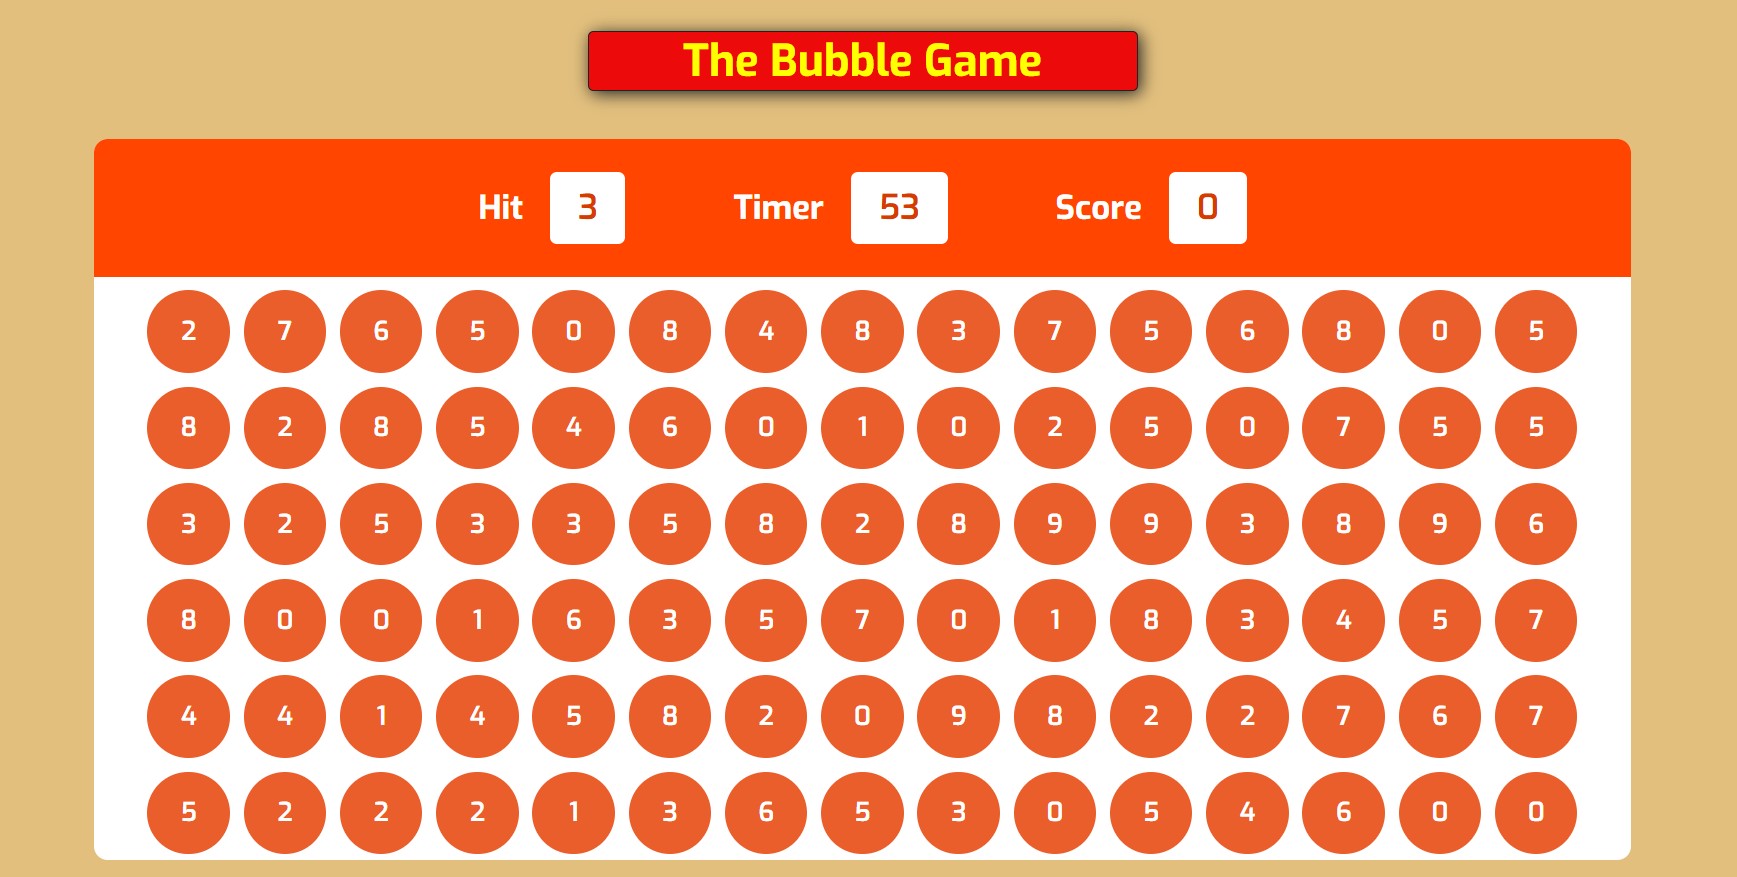 The Bubble Game
Hit 3 Timer 53 Score 0
2 7 6 5 0 8 4 8 3 7 5 6 8 0 5
8 2 8 5 4 6 0 1 0 2 5 0 7 5 5
3 2 5 3 3 5 8 2 8 9 9 3 8 9 6
8 0 0 1 6 3 5 7 0 1 8 3 4 5 7
4 4 1 4 5 8 2 0 9 8 2 2 7 6 7
5 2 2 2 1 3 6 5 3 0 5 4 6 0 0